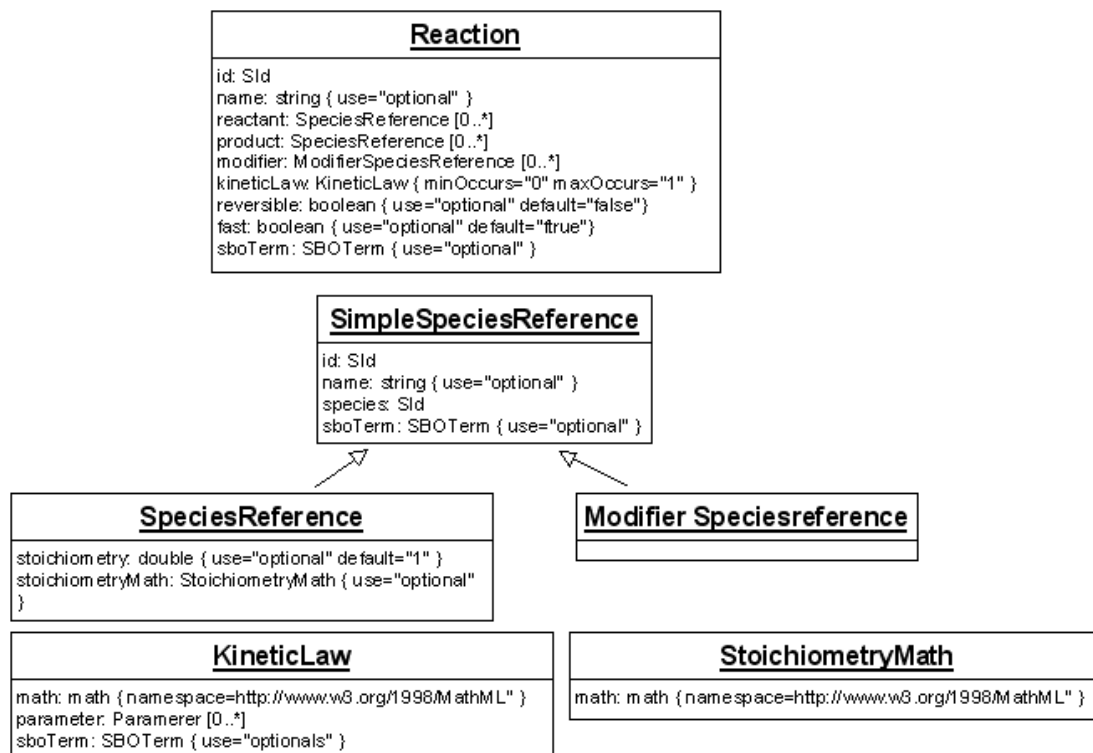 Reaction
id: SId
name: string { use="optional" }
reactant: SpeciesReference [0..*]
product: SpeciesReference [0..*]
modifier: ModifierSpeciesReference [0..*]
kineticLaw: KineticLaw { minOccurs="0" maxOccurs="1" }
reversible: boolean { use="optional" default="false"}
fast: boolean { use="optional" default="ftrue"}
sboTerm: SBOTerm { use="optional" }
SimpleSpeciesReference
id: SId
name: string { use="optional" }
species: SId
sboTerm: SBOTerm { use="optional" }
SpeciesReference
stoichiometry: double { use="optional" default="1" }
stoichiometryMath: StoichiometryMath { use="optional"
}
Modifier Speciesreference
KineticLaw
math: math { namespace=http://www.w3.org/1998/MathML" }
parameter: Paramerer [0..*]
sboTerm: SBOTerm { use="optionals" }
StoichiometryMath
math: math { namespace=http://www.w3.org/1998/MathML" }